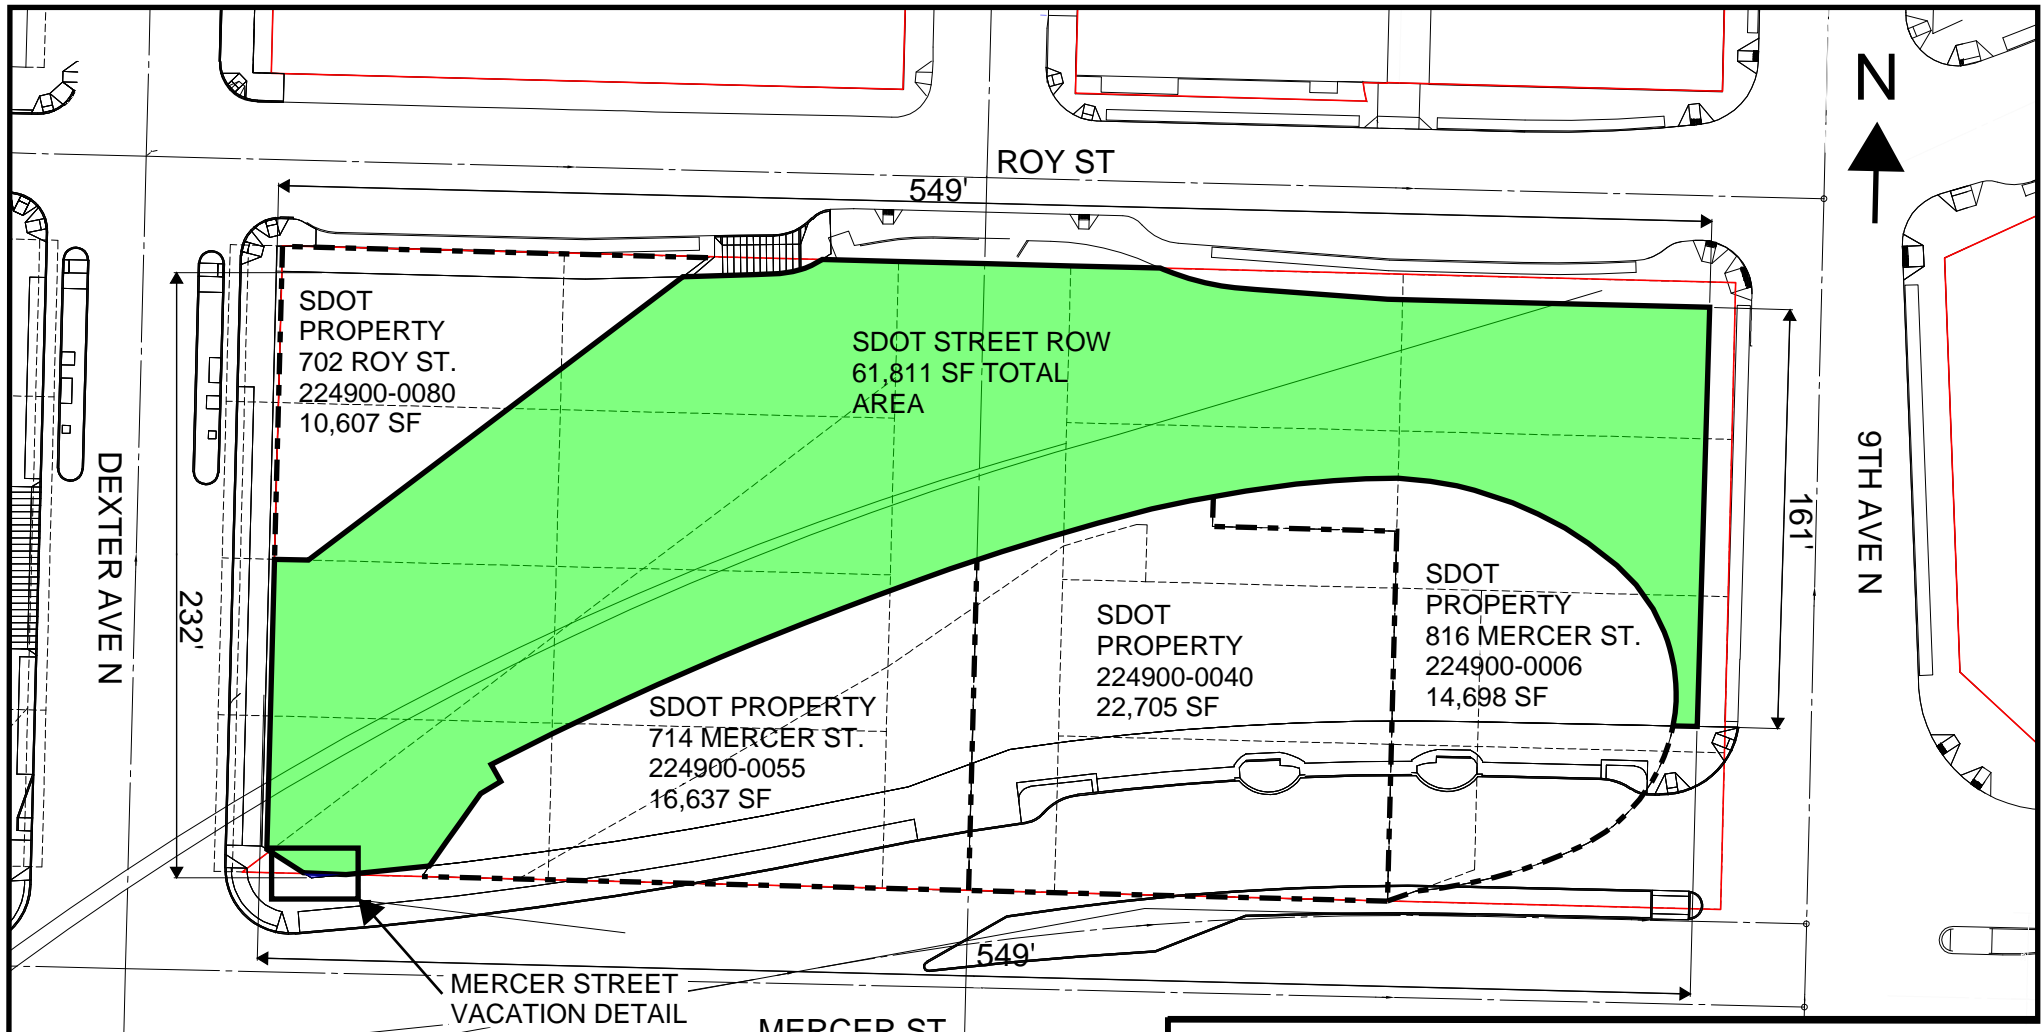 N
ROY ST
549'
SDOT
PROPERTY
702 ROY ST.
224900-0080
10,607 SF
SDOT STREET ROW
61,811 SF TOTAL
AREA
DEXTER AVE N
232'
161'
9TH AVE N
SDOT
PROPERTY
816 MERCER ST.
224900-0006
14,698 SF
SDOT
PROPERTY
224900-0040
22,705 SF
SDOT PROPERTY
714 MERCER ST.
224900-0055
16,637 SF
549'
MERCER STREET
VACATION DETAIL
MERCER ST